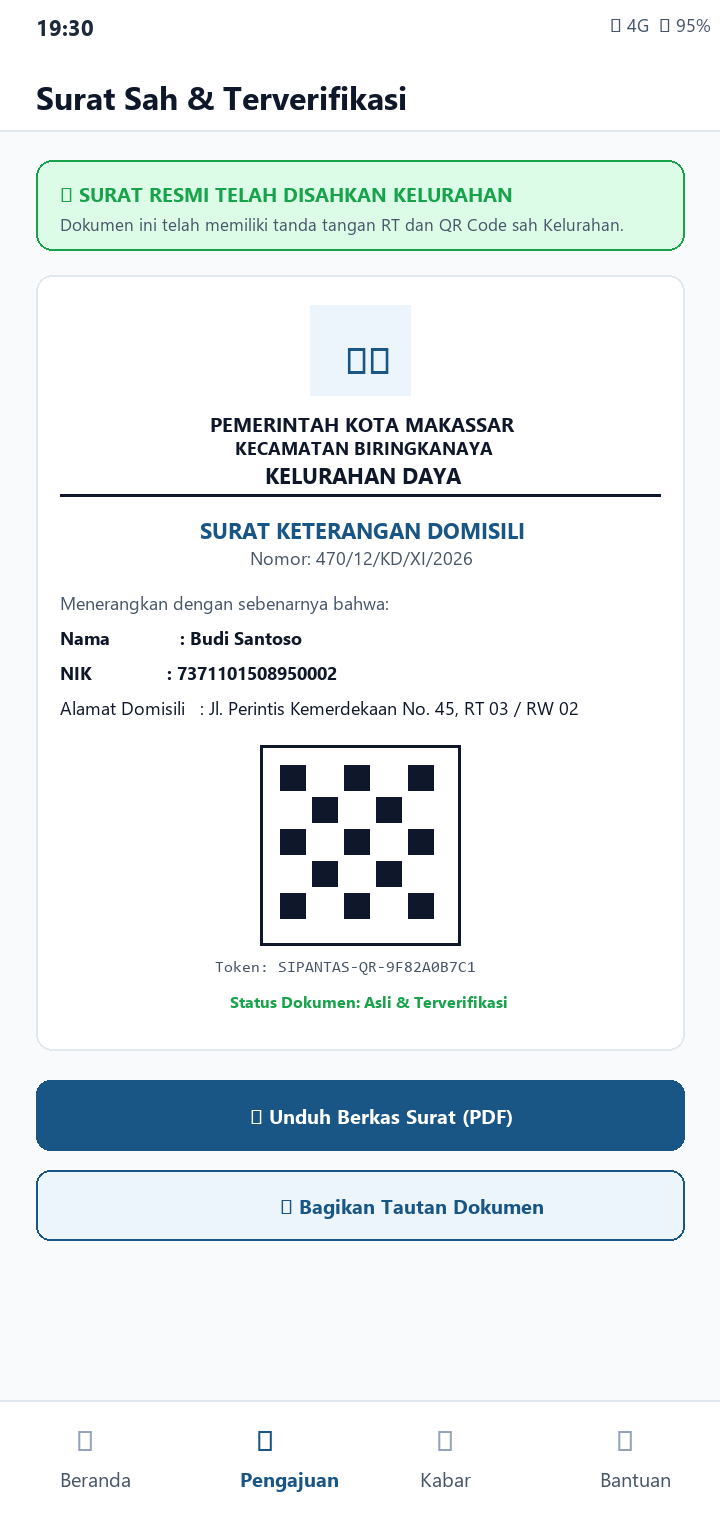 19:30
4G 95%
Surat Sah & Terverifikasi
SURAT RESMI TELAH DISAHKAN KELURAHAN
Dokumen ini telah memiliki tanda tangan RT dan QR Code sah Kelurahan.
PEMERINTAH KOTA MAKASSAR
KECAMATAN BIRINGKANAYA
KELURAHAN DAYA
SURAT KETERANGAN DOMISILI
Nomor: 470/12/KD/XI/2026
Menerangkan dengan sebenarnya bahwa:
Nama : Budi Santoso
NIK : 7371101508950002
Alamat Domisili : Jl. Perintis Kemerdekaan No. 45, RT 03 / RW 02
Token: SIPANTAS-QR-9F82A0B7C1
Status Dokumen: Asli & Terverifikasi
Unduh Berkas Surat (PDF)
Bagikan Tautan Dokumen
Beranda
Pengajuan
Kabar
Bantuan